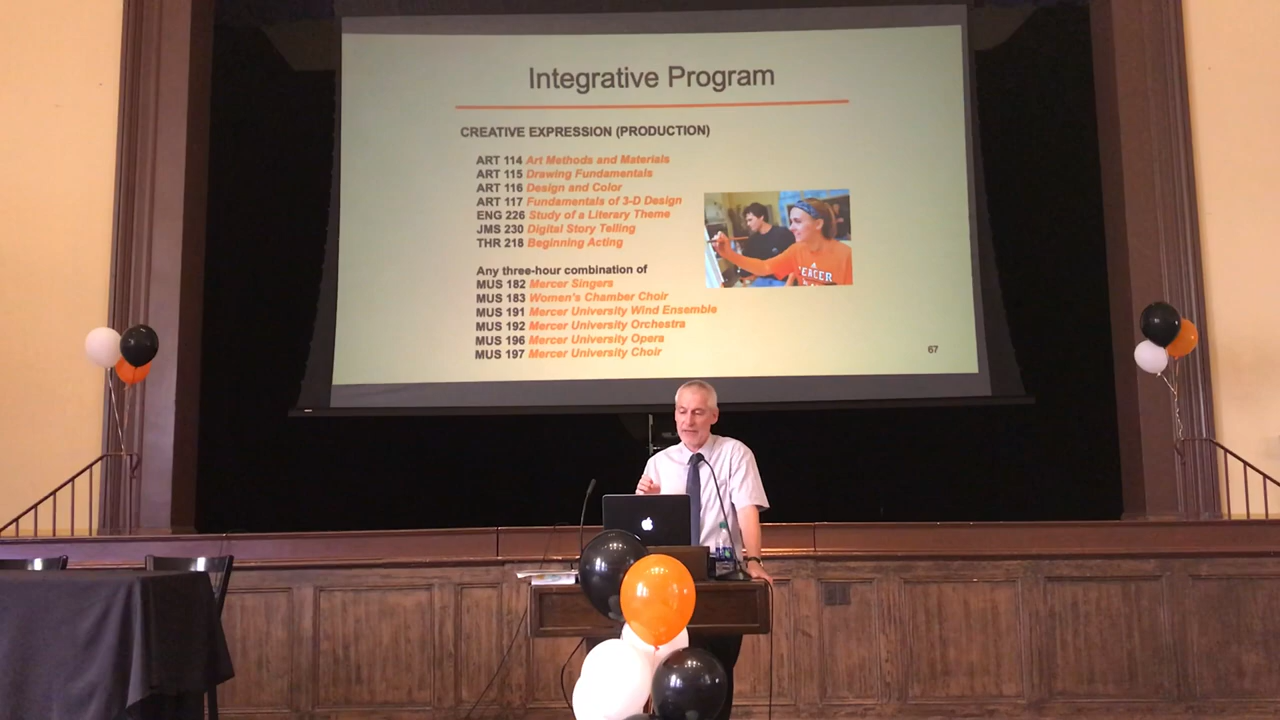 Integrative Program
CREATIVE EXPRESSION (PRODUCTION)
ART 114 Art Methods and Materials
ART 115 Drawing Fundamentals
ART 116 Design and Color
ART 117 Fundamentals of 3-D Design
ENG 226 Study of a Literary Theme
JMS 230 Digital Story Telling
THR 218 Beginning Acting
MERCER
Any three-hour combination of
MUS 182 Mercer Singers
MUS 183 Women's Chamber Choir
MUS 191 Mercer University Wind Ensemble
MUS 192 Mercer University Orchestra
MUS 196 Mercer University Opera
MUS 197 Mercer University Choir
67